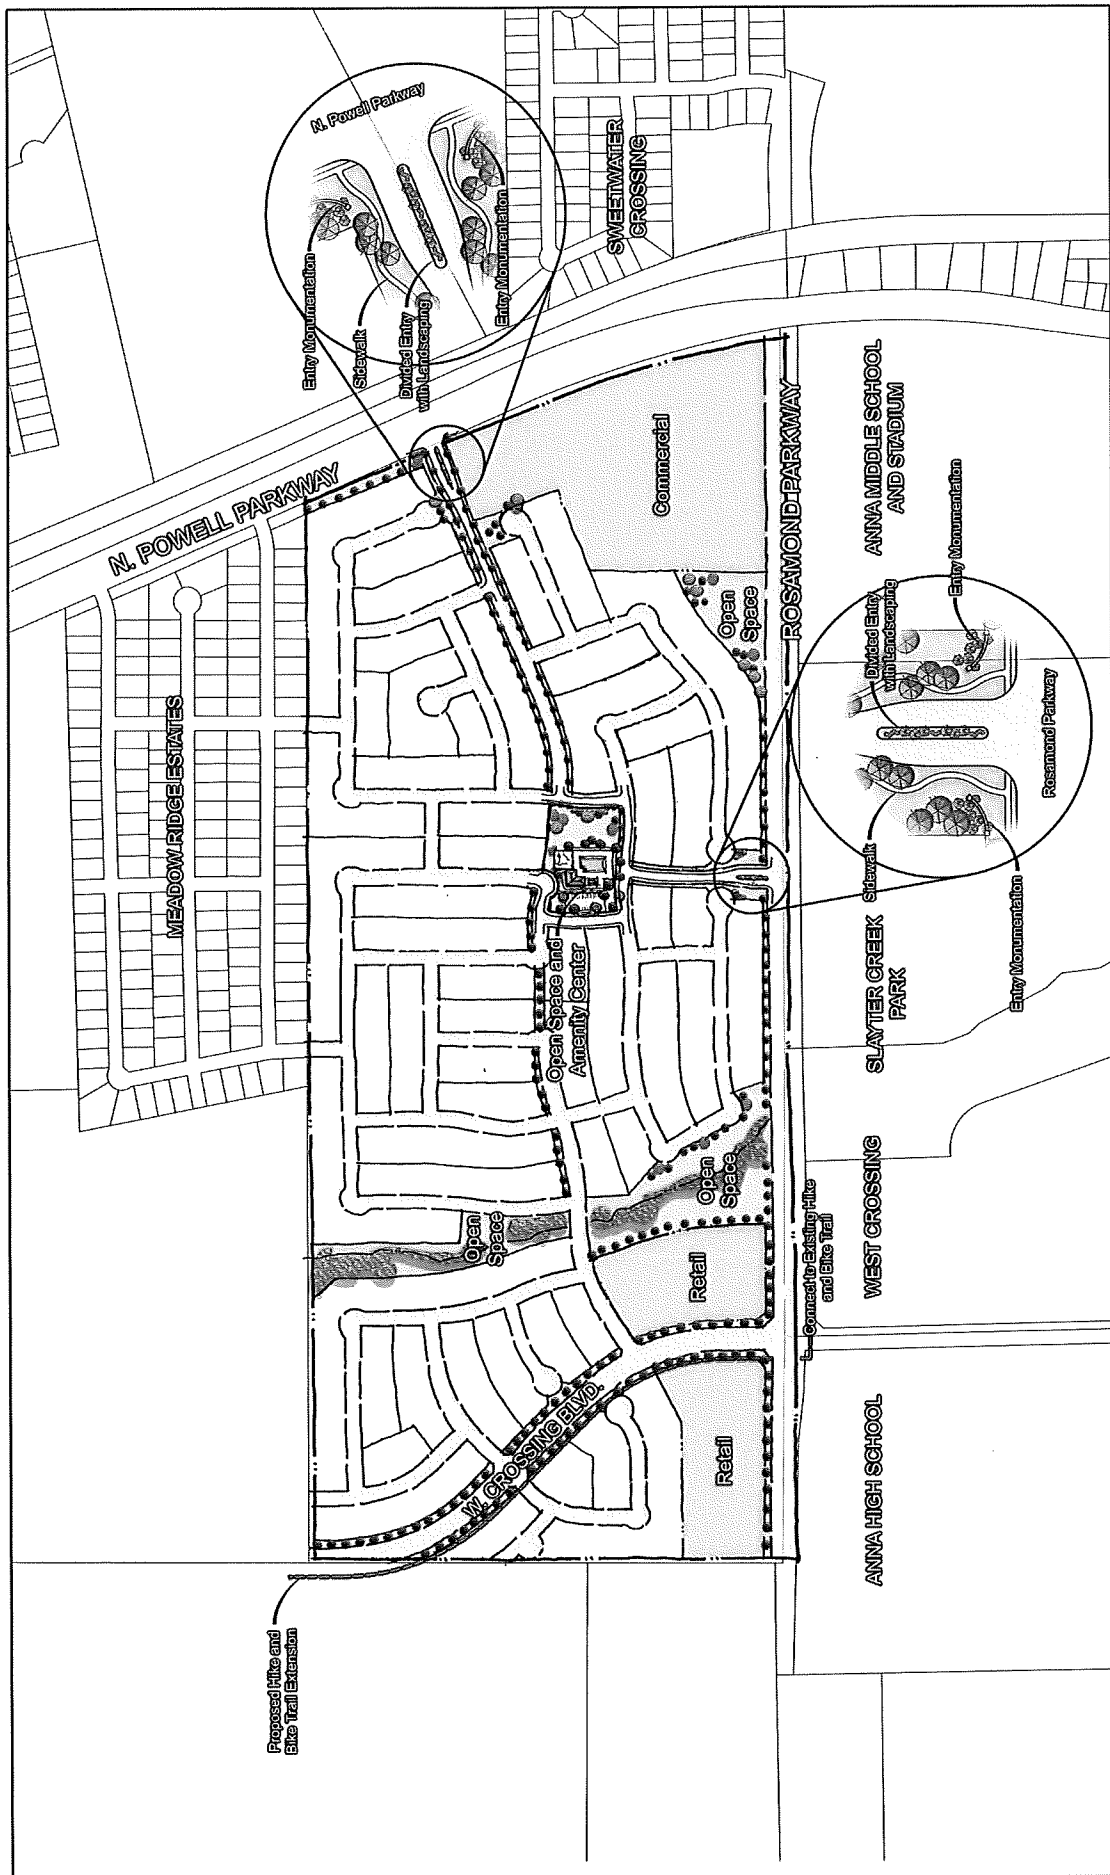 Proposed Hike and
Bike Trail Extension
MEADOW RIDGE ESTATES
N. POWELL PARKWAY
Entry Monumentation
Sidewalk
Divided Entry
with Landscaping
N. Powell Parkway
Entry Monumentation
SWEETWATER
CROSSING
W. CROSSING BLVD.
Open
Space
Open Space and
Amenity Center
Retail
Retail
Open
Space
Open
Space
Commercial
ROSAMOND PARKWAY
Connect to Existing Hike
and Bike Trail
ANNA HIGH SCHOOL
WEST CROSSING
SLAYTER CREEK
PARK
Sidewalk
Divided Entry
with Landscaping
Entry Monumentation
Entry Monumentation
Rosamond Parkway
ANNA MIDDLE SCHOOL
AND STADIUM